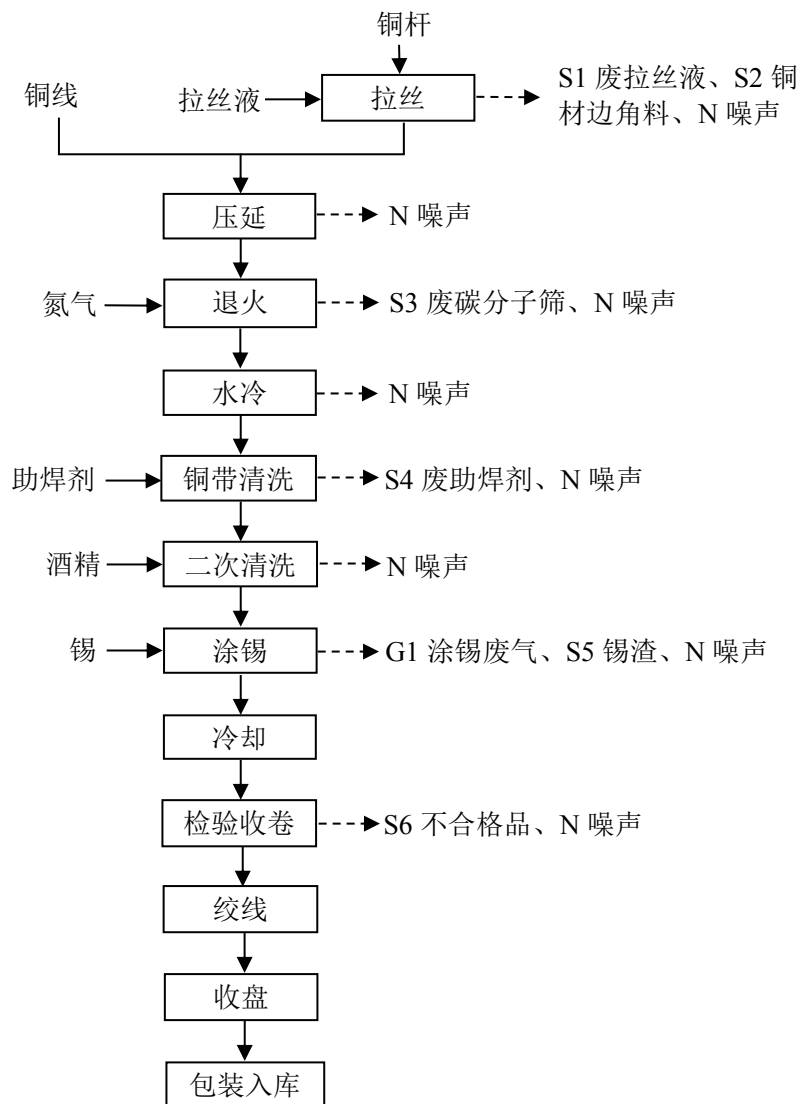 铜杆
铜线
拉丝液
拉丝
S1 废拉丝液、S2 铜
材边角料、N 噪声
压延
N 噪声
氮气
退火
S3 废碳分子筛、N 噪声
水冷
N 噪声
助焊剂
铜带清洗
S4 废助焊剂、N 噪声
酒精
二次清洗
N 噪声
锡
涂锡
G1 涂锡废气、S5 锡渣、N 噪声
冷却
检验收卷
S6 不合格品、N 噪声
绞线
收盘
包装入库